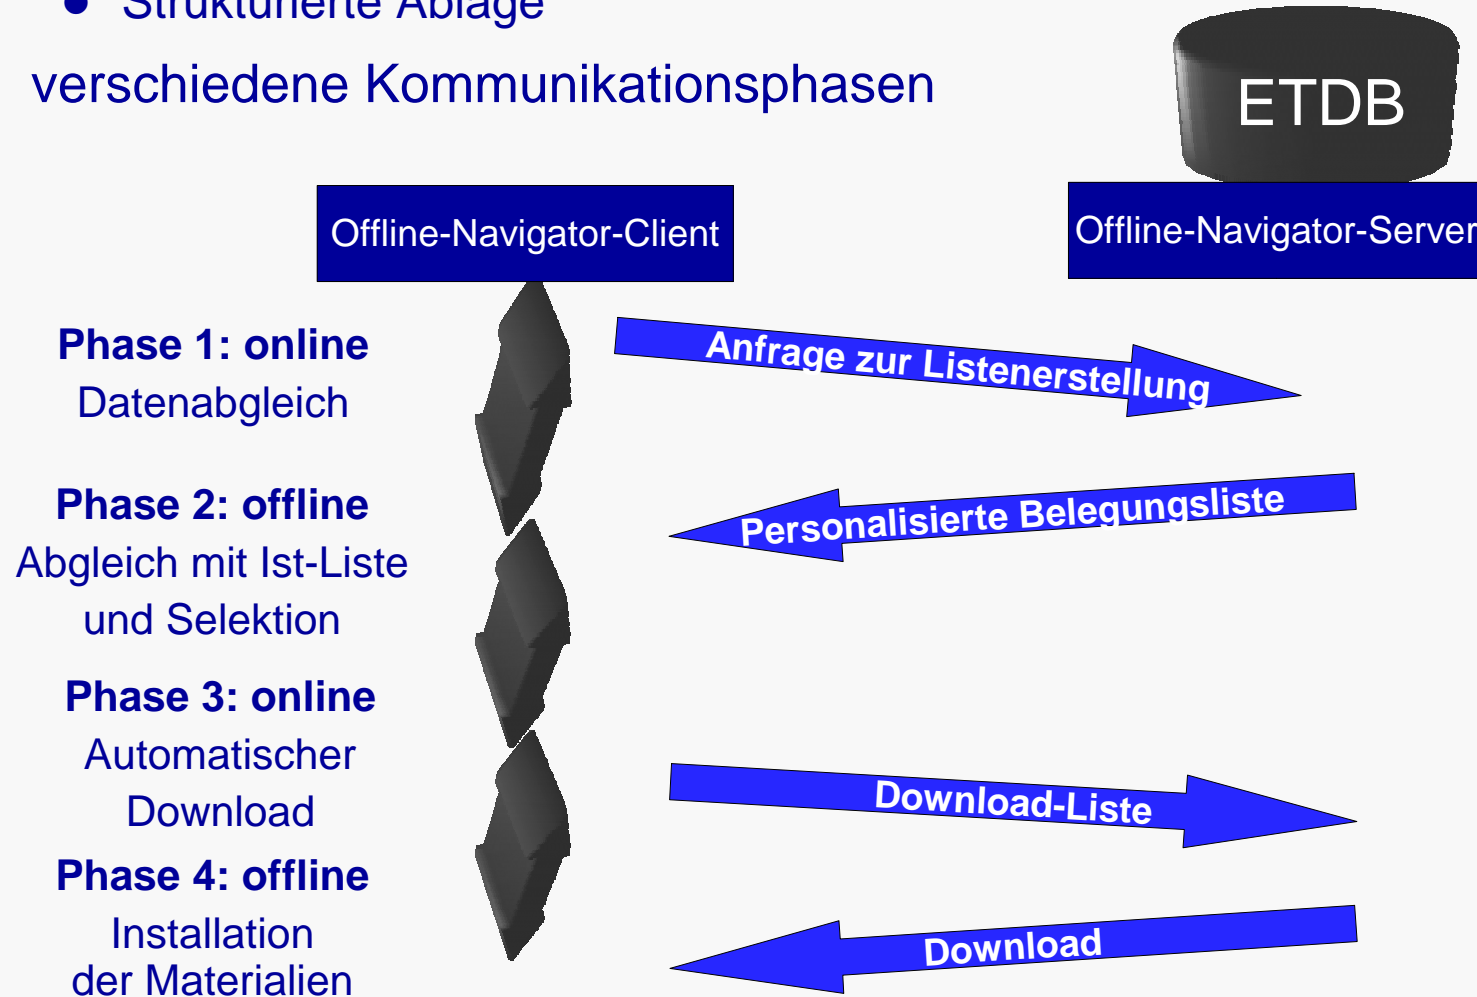 ● Strukturierte Ablage
verschiedene Kommunikationsphasen
ETDB
Offline-Navigator-Client
Offline-Navigator-Server
Phase 1: online
Datenabgleich
Anfrage zur Listenerstellung
Phase 2: offline
Abgleich mit Ist-Liste
und Selektion
Personalisierte Belegungsliste
Phase 3: online
Automatischer
Download
Download-Liste
Phase 4: offline
Installation
der Materialien
Download